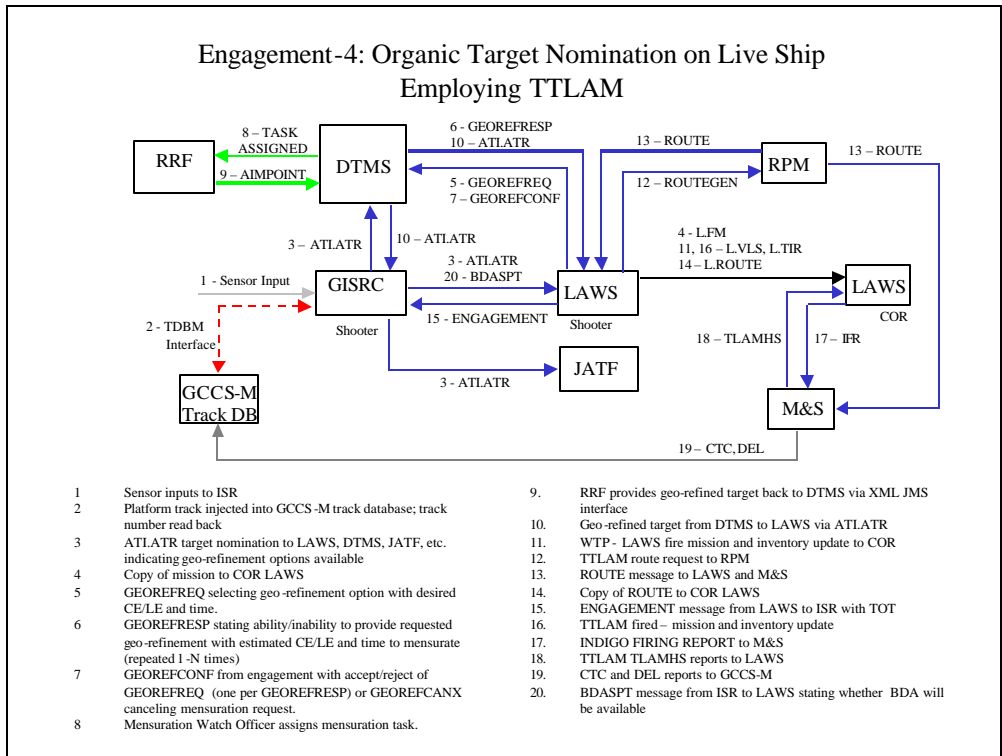 Engagement-4: Organic Target Nomination on Live Ship
Employing TTLAM
RRF
8 – TASK
ASSIGNED
9 – AIMPOINT
DTMS
6 - GEOREFRESP
10 – ATI.ATR
5 - GEOREFREQ
7 – GEOREFCONF
13 – ROUTE
12 - ROUTEGEN
RPM
13 – ROUTE
3 – ATI.ATR
10 – ATI.ATR
1 - Sensor Input
GISRC
Shooter
3 – ATI.ATR
20 - BDASPT
15 - ENGAGEMENT
LAWS
Shooter
4 - L.FM
11, 16 – L.VLS, L.TIR
14 – L.ROUTE
LAWS
COR
2 - TDBM
Interface
3 - ATI.ATR
JATF
18 – TLAMHS
17 – IFR
GCCS-M
Track DB
M&S
19 – CTC, DEL
1 Sensor inputs to ISR
2 Platform track injected into GCCS -M track database; track
number read back
3 ATI.ATR target nomination to LAWS, DTMS, JATF, etc.
indicating geo-refinement options available
4 Copy of mission to COR LAWS
5 GEOREFREQ selecting geo -refinement option with desired
CE/LE and time.
6 GEOREFRESP stating ability/inability to provide requested
geo-refinement with estimated CE/LE and time to mensurate
(repeated 1 -N times)
7 GEOREFCONF from engagement with accept/reject of
GEOREFREQ (one per GEOREFRESP) or GEOREFCANX
canceling mensuration request.
8 Mensuration Watch Officer assigns mensuration task.
9. RRF provides geo-refined target back to DTMS via XML JMS
interface
10. Geo -refined target from DTMS to LAWS via ATI.ATR
11. WTP - LAWS fire mission and inventory update to COR
12. TTLAM route request to RPM
13. ROUTE message to LAWS and M&S
14. Copy of ROUTE to COR LAWS
15. ENGAGEMENT message from LAWS to ISR with TOT
16. TTLAM fired – mission and inventory update
17. INDIGO FIRING REPORT to M&S
18. TTLAM TLAMHS reports to LAWS
19. CTC and DEL reports to GCCS-M
20. BDASPT message from ISR to LAWS stating whether BDA will
be available